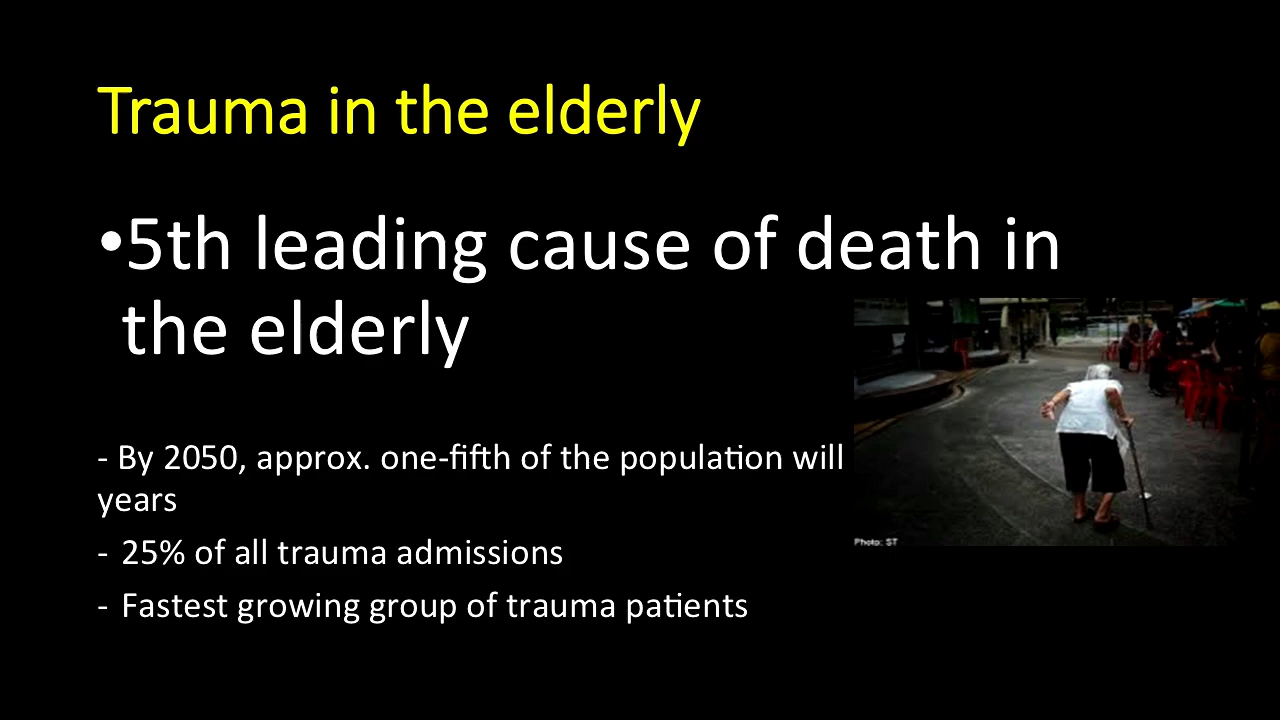 Trauma in the elderly
•5th leading cause of death in
the elderly
- By 2050, approx. one-fifth of the population will
years
- 25% of all trauma admissions
- Fastest growing group of trauma patients
Photo: ST